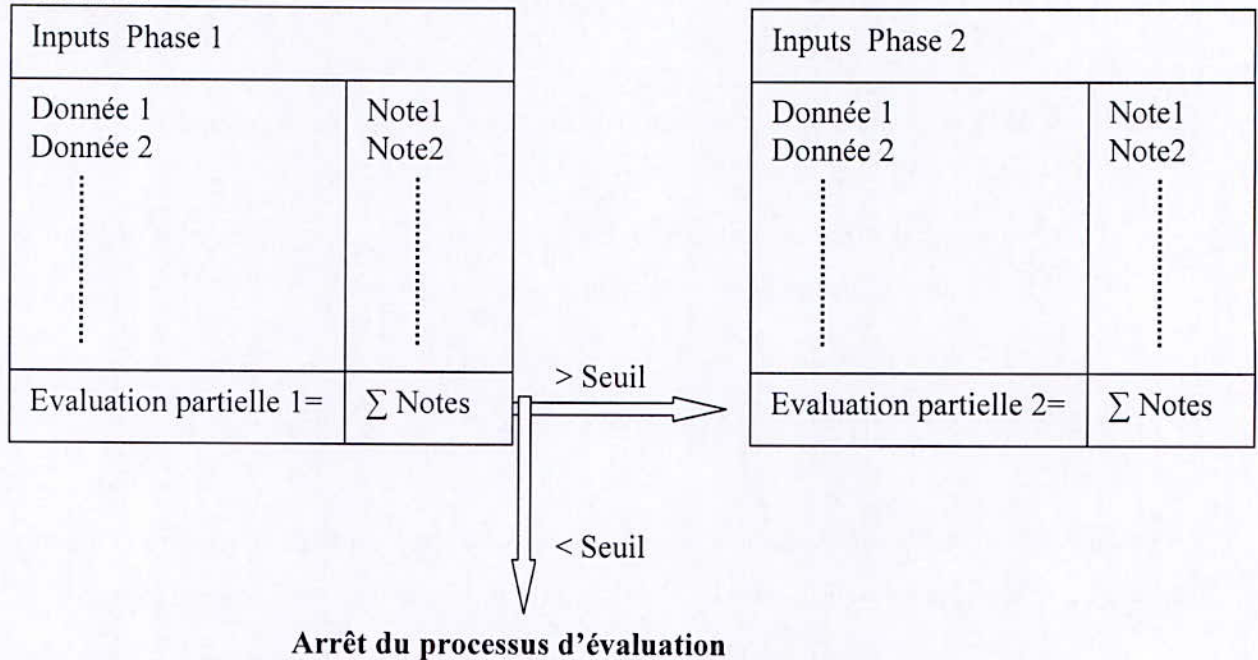 Inputs Phase 1
Donnée 1 Note1
Donnée 2 Note2
Evaluation partielle 1= ∑ Notes
> Seuil
< Seuil
Arrêt du processus d'évaluation
Inputs Phase 2
Donnée 1 Note1
Donnée 2 Note2
Evaluation partielle 2= ∑ Notes